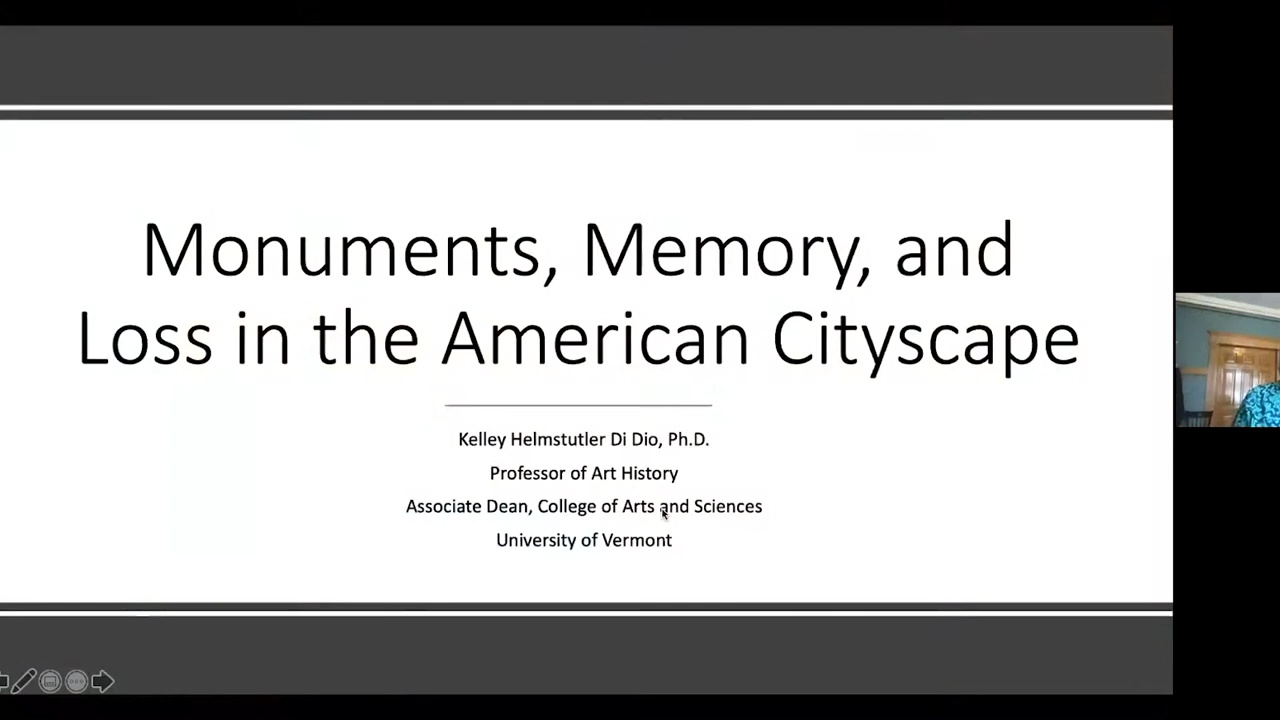 Monuments, Memory, and
Loss in the American Cityscape
Kelley Helmstutler Di Dio, Ph.D.
Professor of Art History
Associate Dean, College of Arts and Sciences
University of Vermont